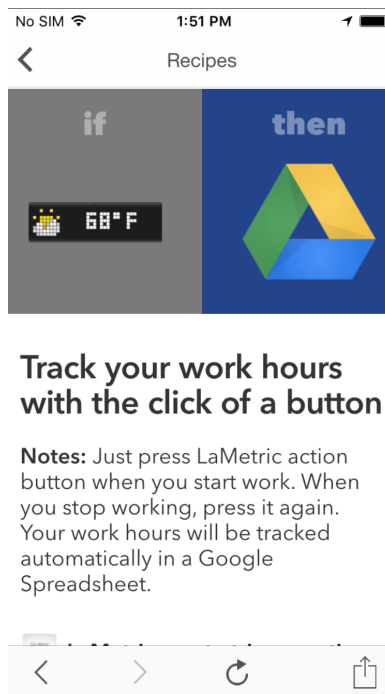 No SIM 1:51 PM
Recipes
if then
68°F
Track your work hours
with the click of a button
Notes: Just press LaMetric action
button when you start work. When
you stop working, press it again.
Your work hours will be tracked
automatically in a Google
Spreadsheet.